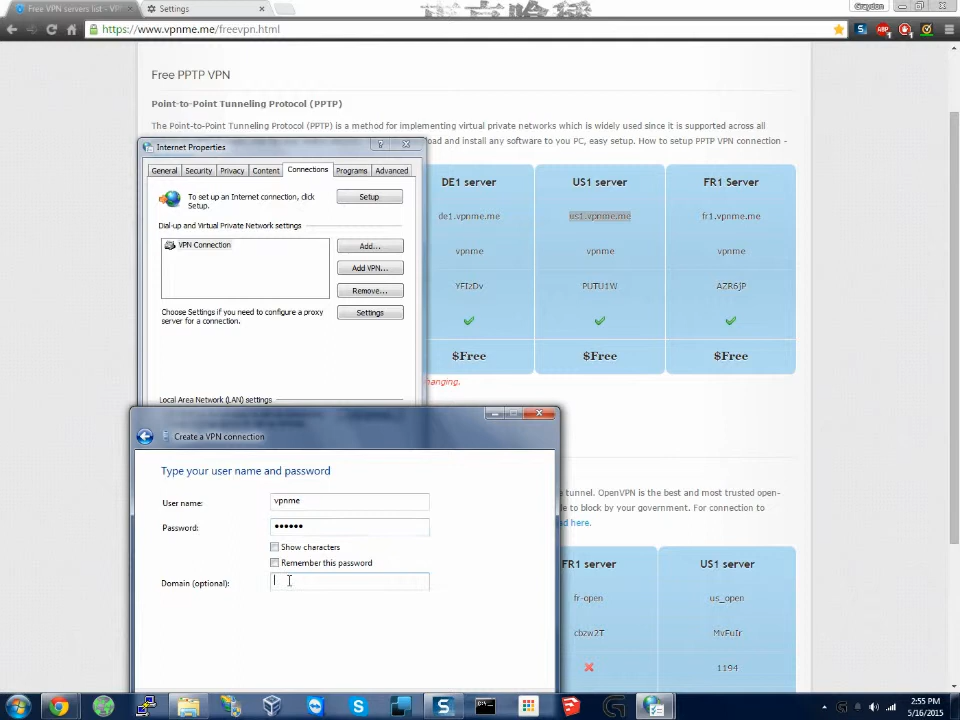 Free VPN servers list - VPN
Settings
Graydon
https://www.vpnme.me/freevpn.html
Free PPTP VPN
Point-to-Point Tunneling Protocol (PPTP)
The Point-to-Point Tunneling Protocol (PPTP) is a method for implementing virtual private networks which is widely used since it is supported across all
load and install any software to you PC, easy setup. How to setup PPTP VPN connection -
Internet Properties
General Security Privacy Content Connections Programs Advanced
To set up an Internet connection, click
Setup.
Setup
Dial-up and Virtual Private Network settings
VPN Connection
Add...
Add VPN...
Remove...
Choose Settings if you need to configure a proxy
server for a connection.
Settings
Local Area Network (LAN) settings
DE1 server US1 server FR1 Server
de1.vpnme.me us1.vpnme.me fr1.vpnme.me
vpnme vpnme vpnme
YFIzDv PUTU1W AZR6jP
$Free $Free $Free
hanging.
Create a VPN connection
Type your user name and password
User name: vpnme
Password: ••••••
Show characters
Remember this password
Domain (optional):
e tunnel. OpenVPN is the best and most trusted open-
le to block by your government. For connection to
ad here.
FR1 server US1 server
fr-open us_open
cbzw2T MvFuIr
1194
2:55 PM
5/16/2015